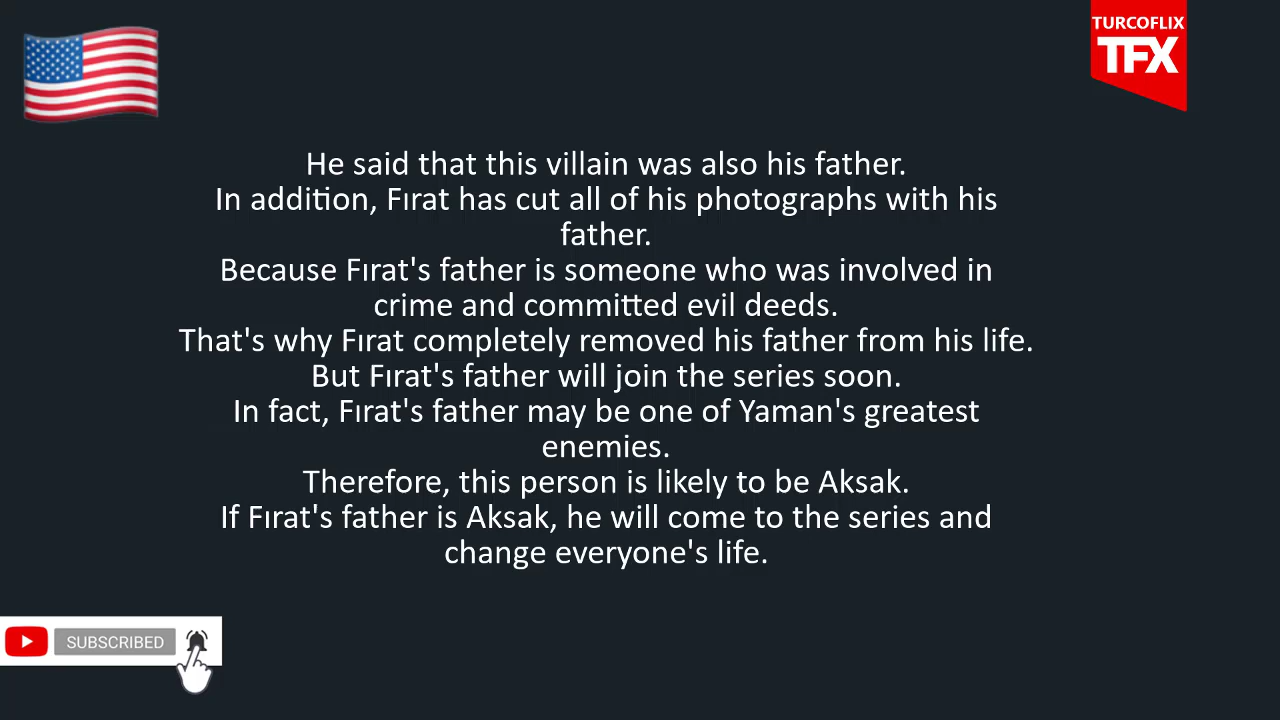 TURCOFLIX
TFX
He said that this villain was also his father.
In addition, Fırat has cut all of his photographs with his
father.
Because Fırat's father is someone who was involved in
crime and committed evil deeds.
That's why Fırat completely removed his father from his life.
But Fırat's father will join the series soon.
In fact, Fırat's father may be one of Yaman's greatest
enemies.
Therefore, this person is likely to be Aksak.
If Fırat's father is Aksak, he will come to the series and
change everyone's life.
SUBSCRIBED